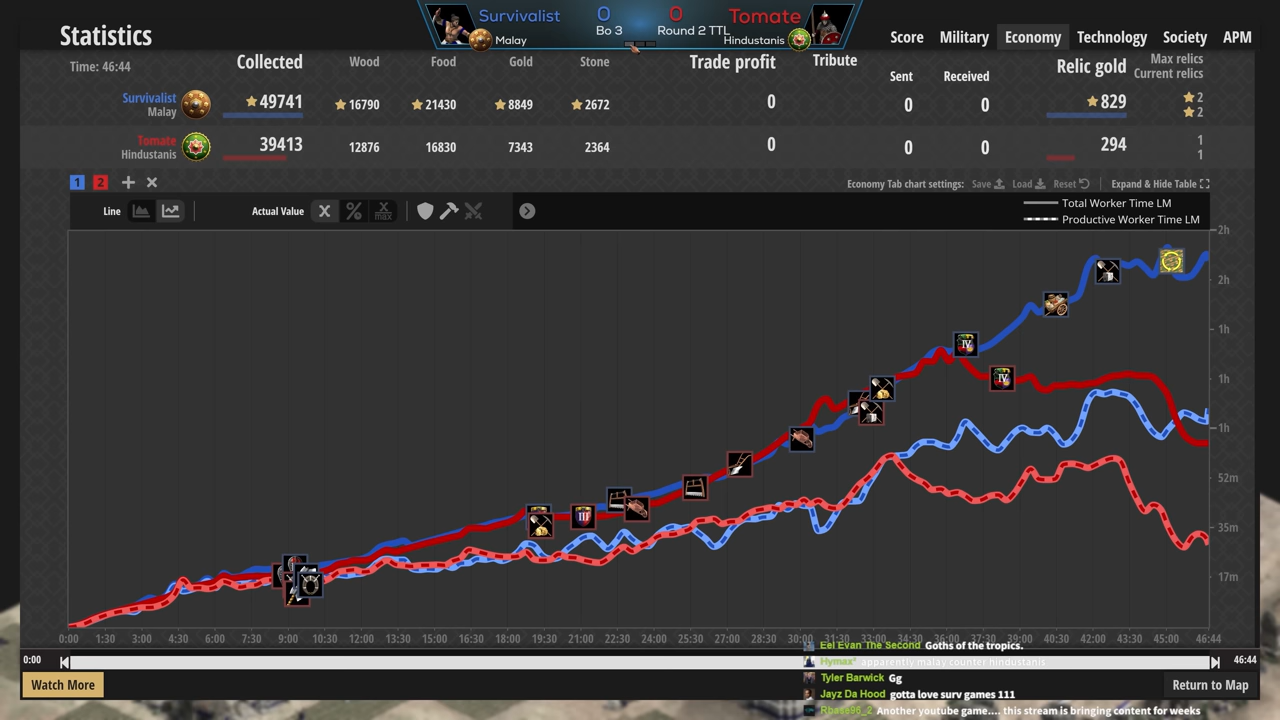 Survivalist 0 0 Tomate
Malay Bo 3 Round 2 TTL Hindustanis
Statistics
Score Military Economy Technology Society APM
Time: 46:44
Collected Wood Food Gold Stone Trade profit Tribute Sent Received Relic gold Max relics
Current relics
Survivalist
Malay
49741 16790 21430 8849 2672 0 0 0 829 2
2
Tomate
Hindustanis
39413 12876 16830 7343 2364 0 0 0 294 1
1
1 2 + ×
Economy Tab chart settings: Save Load Reset Expand & Hide Table
Line Actual Value X % X max
Total Worker Time LM
Productive Worker Time LM
2h
2h
1h
1h
1h
52m
35m
17m
IV
IV
III
0:00 1:30 3:00 4:30 6:00 7:30 9:00 10:30 12:00 13:30 15:00 16:30 18:00 19:30 21:00 22:30 24:00 25:30 27:00 28:30 30:00 31:30 33:00 34:30 36:00 37:30 39:00 40:30 42:00 43:30 45:00 46:44
Eel Evan The Second Goths of the tropics.
0:00 46:44
Hymax* apparently malay counter hindustanis
Tyler Barwick Gg
Watch More Return to Map
Jayz Da Hood gotta love surv games 111
Another youtube game.... this stream is bringing content for weeks